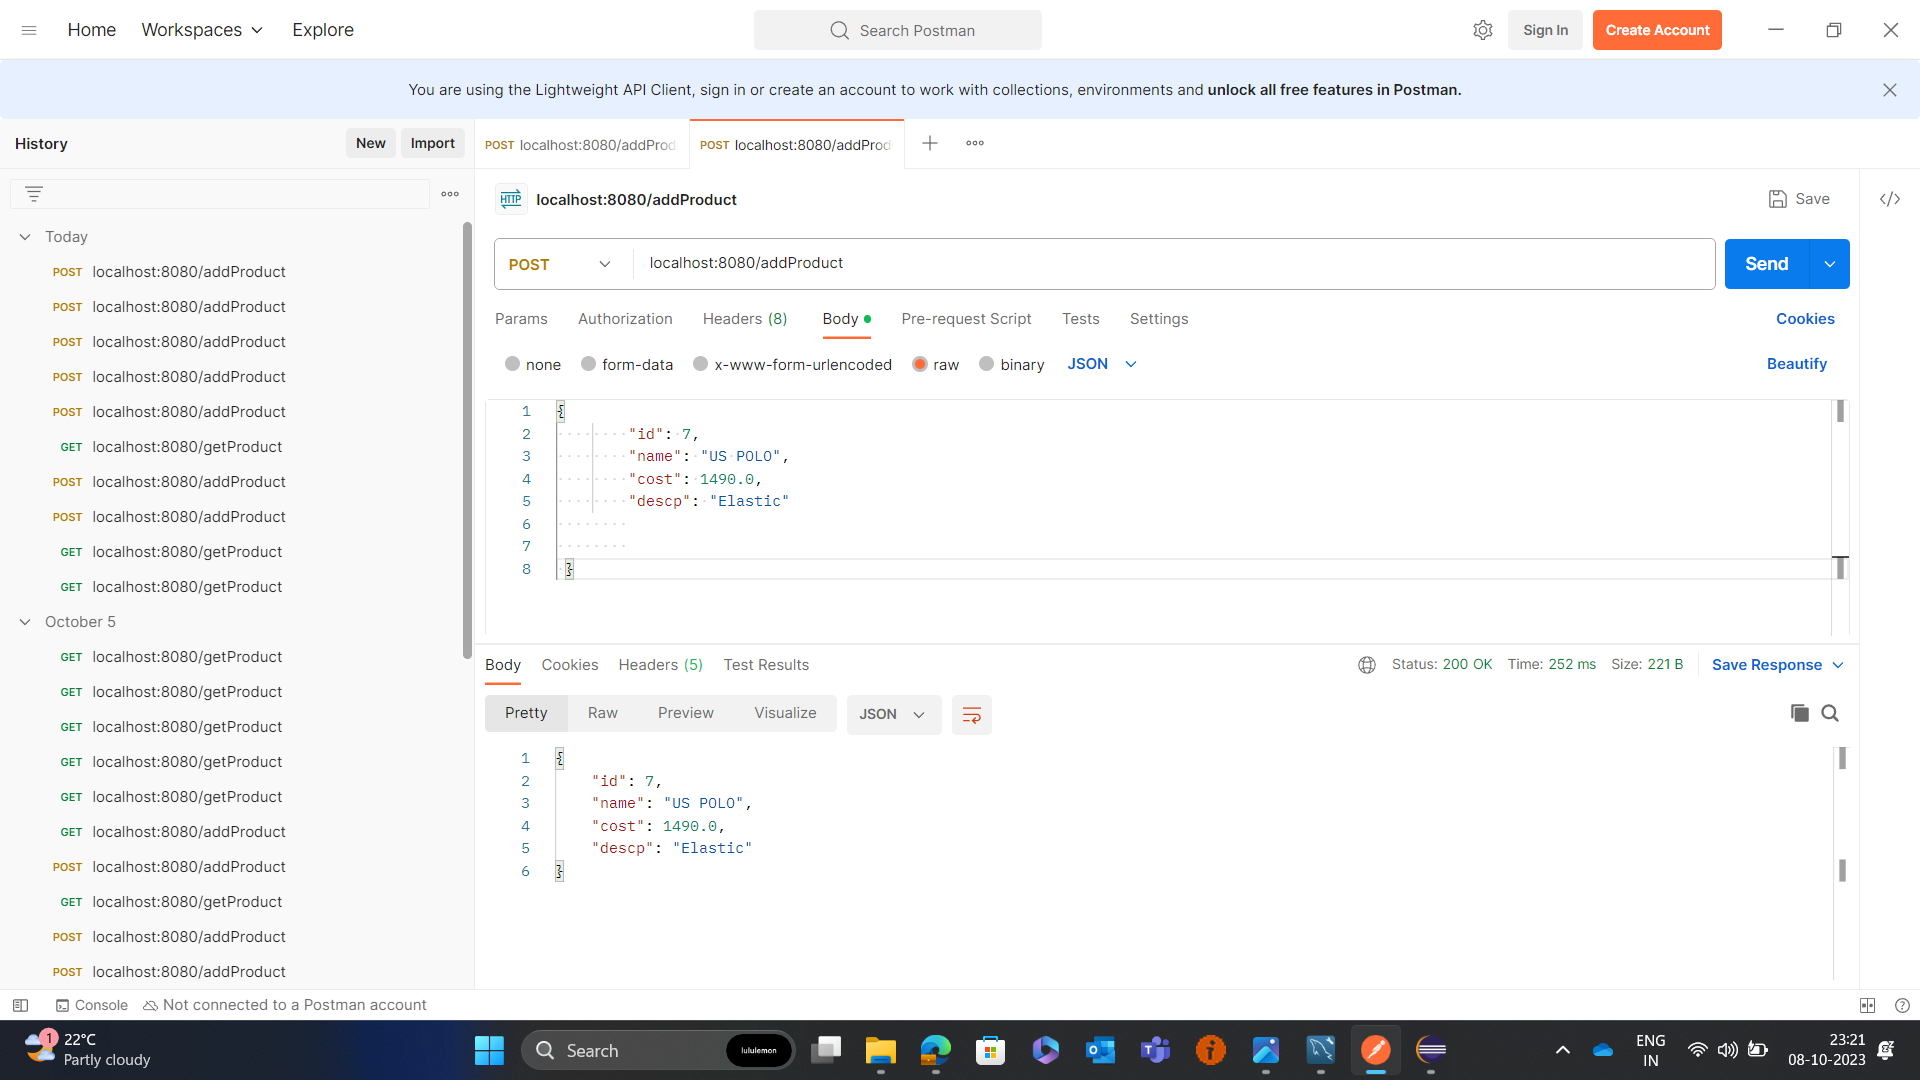 Home Workspaces Explore Search Postman Sign In Create Account
You are using the Lightweight API Client, sign in or create an account to work with collections, environments and unlock all free features in Postman.
History New Import
POST localhost:8080/addProd POST localhost:8080/addProd
HTTP localhost:8080/addProduct Save
Today
POST localhost:8080/addProduct
POST localhost:8080/addProduct
POST localhost:8080/addProduct
POST localhost:8080/addProduct
POST localhost:8080/addProduct
GET localhost:8080/getProduct
POST localhost:8080/addProduct
POST localhost:8080/addProduct
GET localhost:8080/getProduct
GET localhost:8080/getProduct
October 5
GET localhost:8080/getProduct
GET localhost:8080/getProduct
GET localhost:8080/getProduct
GET localhost:8080/getProduct
GET localhost:8080/getProduct
GET localhost:8080/addProduct
POST localhost:8080/addProduct
GET localhost:8080/getProduct
POST localhost:8080/addProduct
POST localhost:8080/addProduct
POST localhost:8080/addProduct Send
Params Authorization Headers (8) Body Pre-request Script Tests Settings Cookies
none form-data x-www-form-urlencoded raw binary JSON Beautify
1 {
2 "id": 7,
3 "name": "US POLO",
4 "cost": 1490.0,
5 "descp": "Elastic"
6
7
8 }
Body Cookies Headers (5) Test Results Status: 200 OK Time: 252 ms Size: 221 B Save Response
Pretty Raw Preview Visualize JSON
1 {
2 "id": 7,
3 "name": "US POLO",
4 "cost": 1490.0,
5 "descp": "Elastic"
6 }
Console Not connected to a Postman account
1 22°C
Partly cloudy
Search lululemon
ENG
IN
23:21
08-10-2023